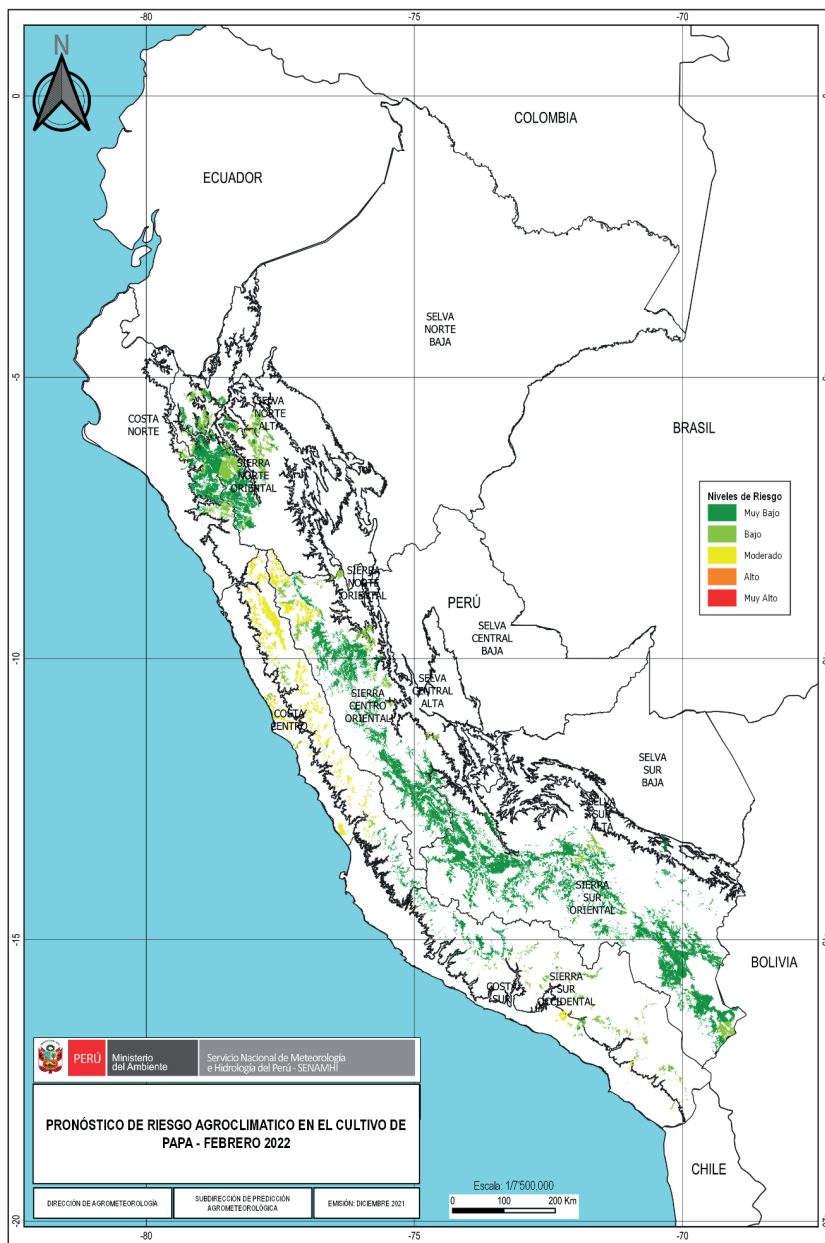 -80
-75
-70
N
0
COLOMBIA
ECUADOR
SELVA
NORTE
BAJA
-5
COSTA
NORTE
SELVA
NORTE
ALTA
BRASIL
SIERRA
NORTE
ORIENTAL
Niveles de Riesgo
Muy Bajo
Bajo
Moderado
Alto
Muy Alto
SIERRA
NORTE
ORIENTAL
PERÚ
SELVA
CENTRAL
BAJA
-10
SELVA
CENTRAL
ALTA
SIERRA
CENTRO
ORIENTAL
COSTA
CENTRO
SELVA
SUR
BAJA
SELVA
SUR
ALTA
SIERRA
SUR
ORIENTAL
-15
BOLIVIA
COSTA
SUR
SIERRA
SUR
OCCIDENTAL
PERÚ
Ministerio
del Ambiente
Servicio Nacional de Meteorología
e Hidrología del Perú - SENAMHI
PRONÓSTICO DE RIESGO AGROCLIMATICO EN EL CULTIVO DE
PAPA - FEBRERO 2022
DIRECCIÓN DE AGROMETEOROLOGÍA
SUBDIRECCIÓN DE PREDICCIÓN
AGROMETEOROLÓGICA
EMISIÓN: DICIEMBRE 2021
Escala: 1/7'500,000
0 100 200 Km
CHILE
-20
-80
-75
-70